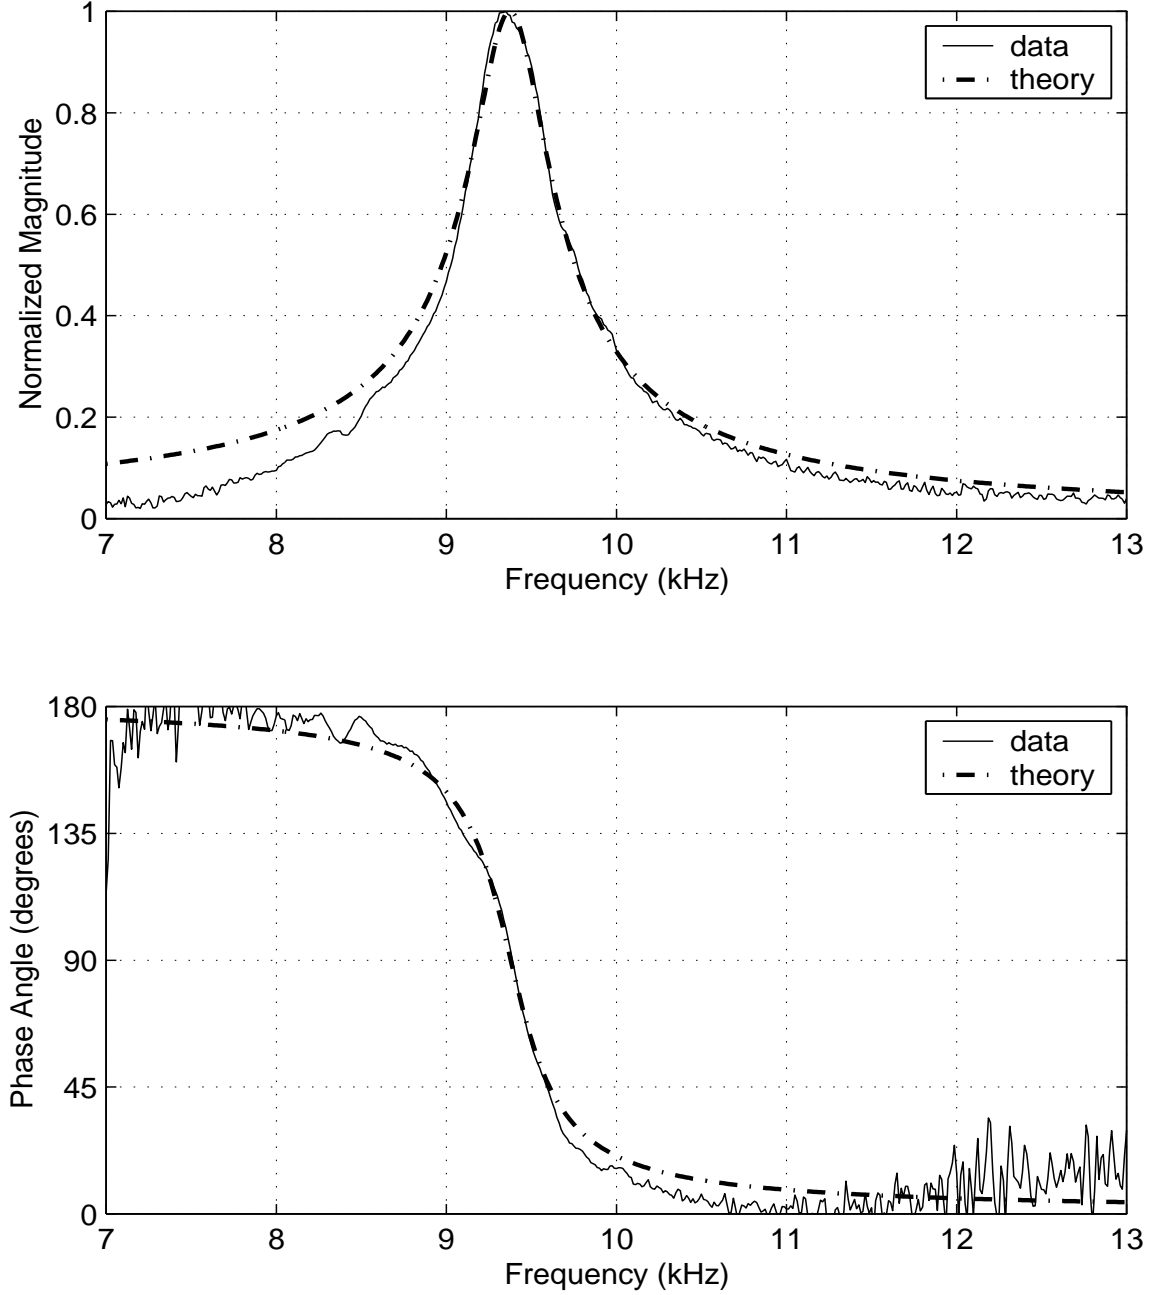 1
0.8
0.6
0.4
0.2
0
Normalized Magnitude
data
theory
7 8 9 10 11 12 13
Frequency (kHz)
180
135
90
45
0
Phase Angle (degrees)
data
theory
7 8 9 10 11 12 13
Frequency (kHz)